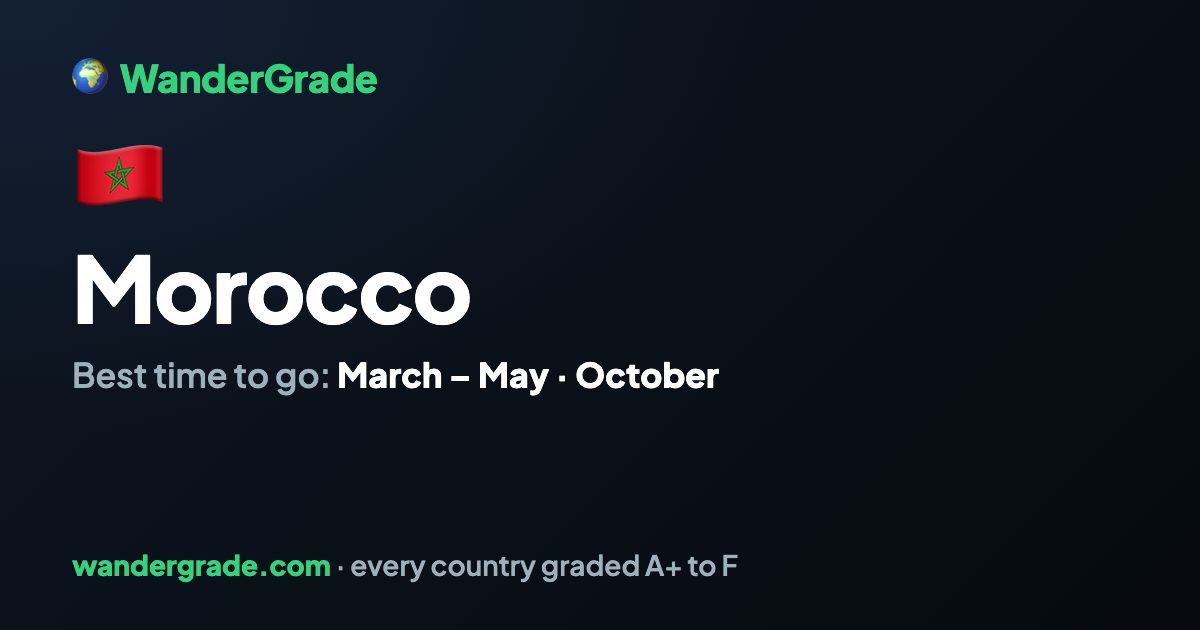 WanderGrade
Morocco
Best time to go: March – May · October
wandergrade.com · every country graded A+ to F